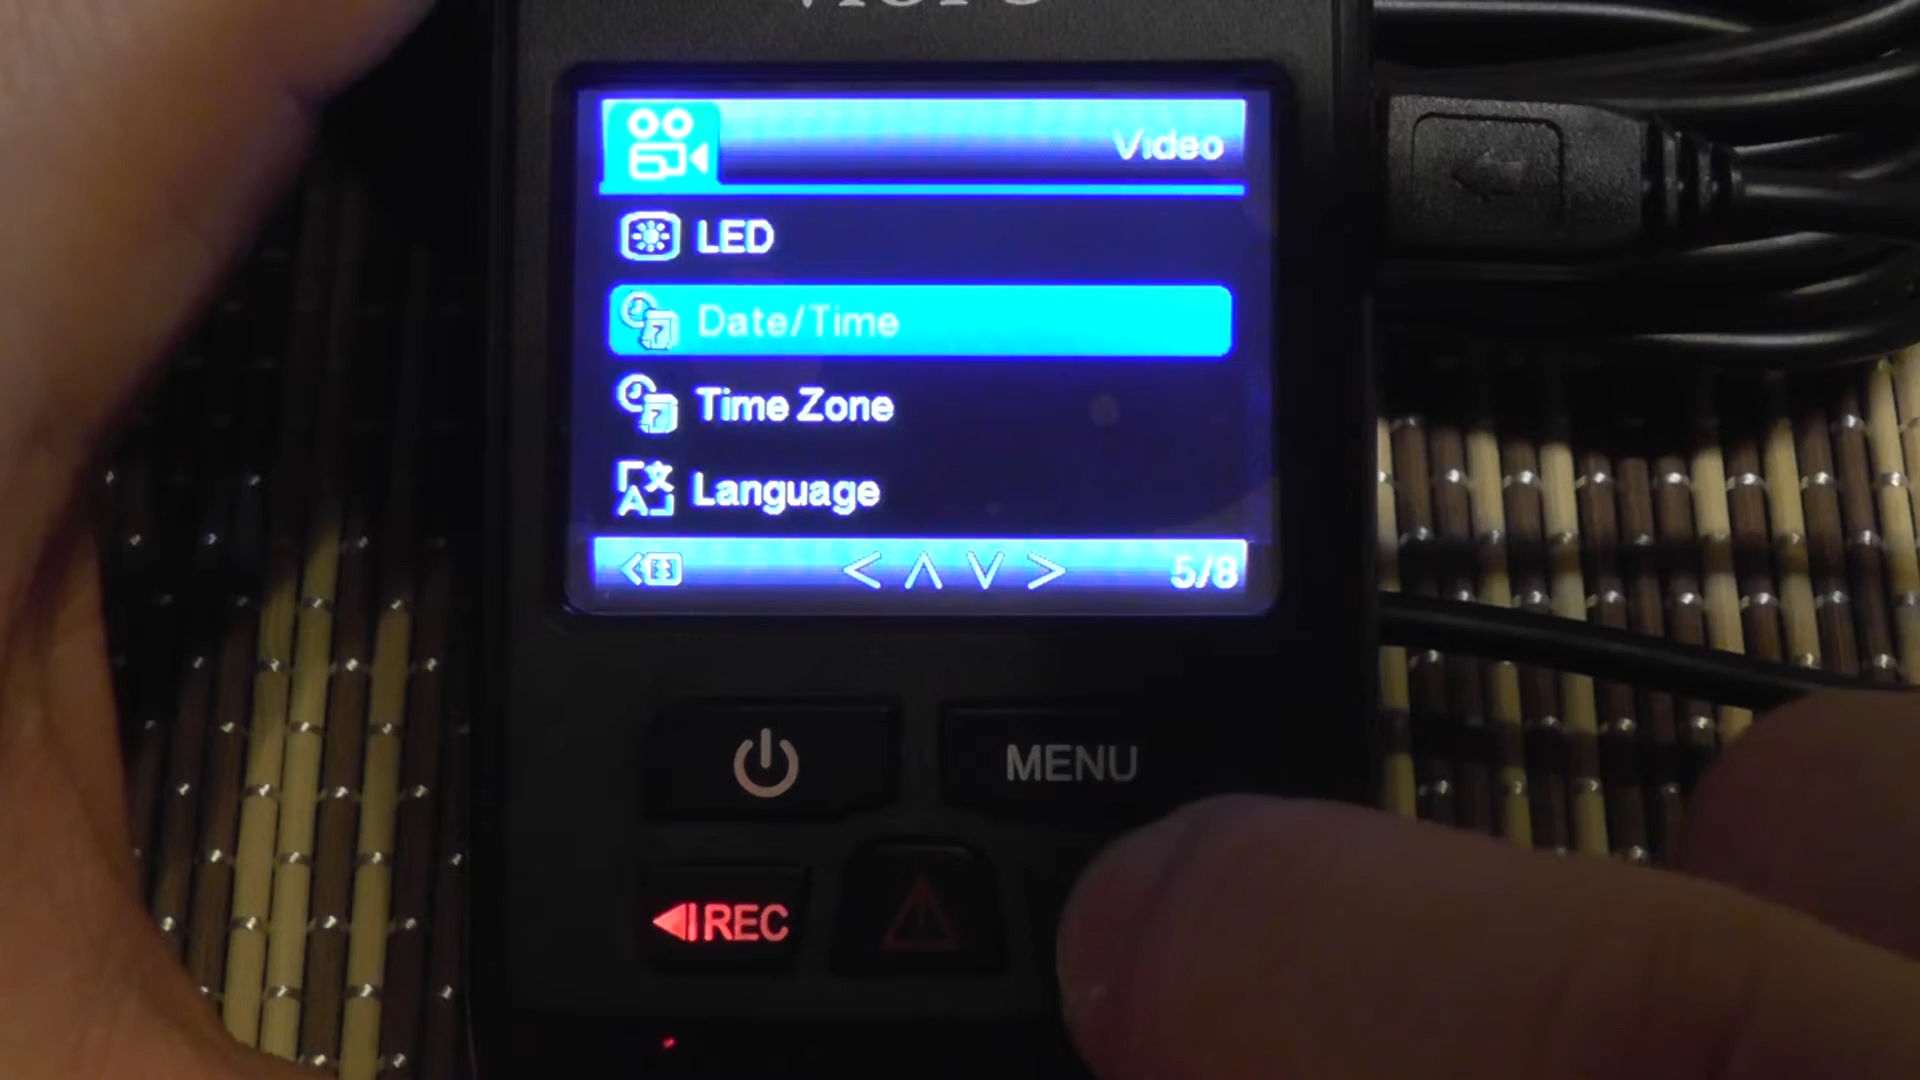 Video
LED
Date/Time
Time Zone
Language
< ∧ ∨ > 5/8
MENU
REC